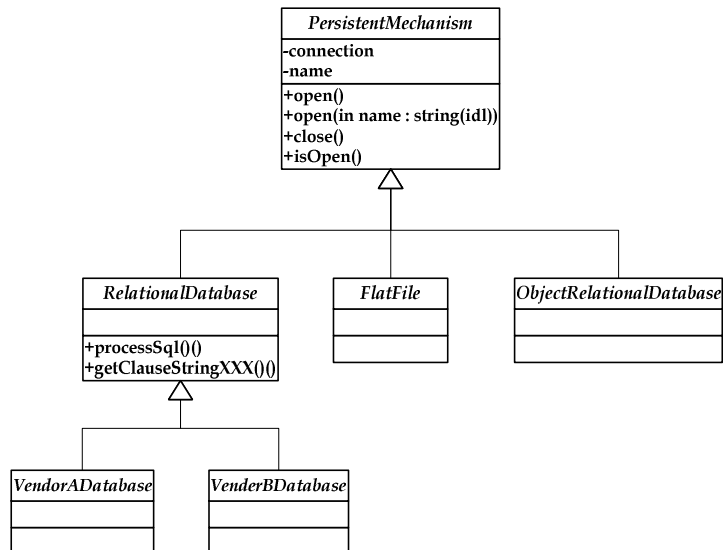 PersistentMechanism
-connection
-name
+open()
+open(in name : string(idl))
+close()
+isOpen()
RelationalDatabase
FlatFile
ObjectRelationalDatabase
+processSql()()
+getClauseStringXXX()()
VendorADatabase
VenderBDatabase